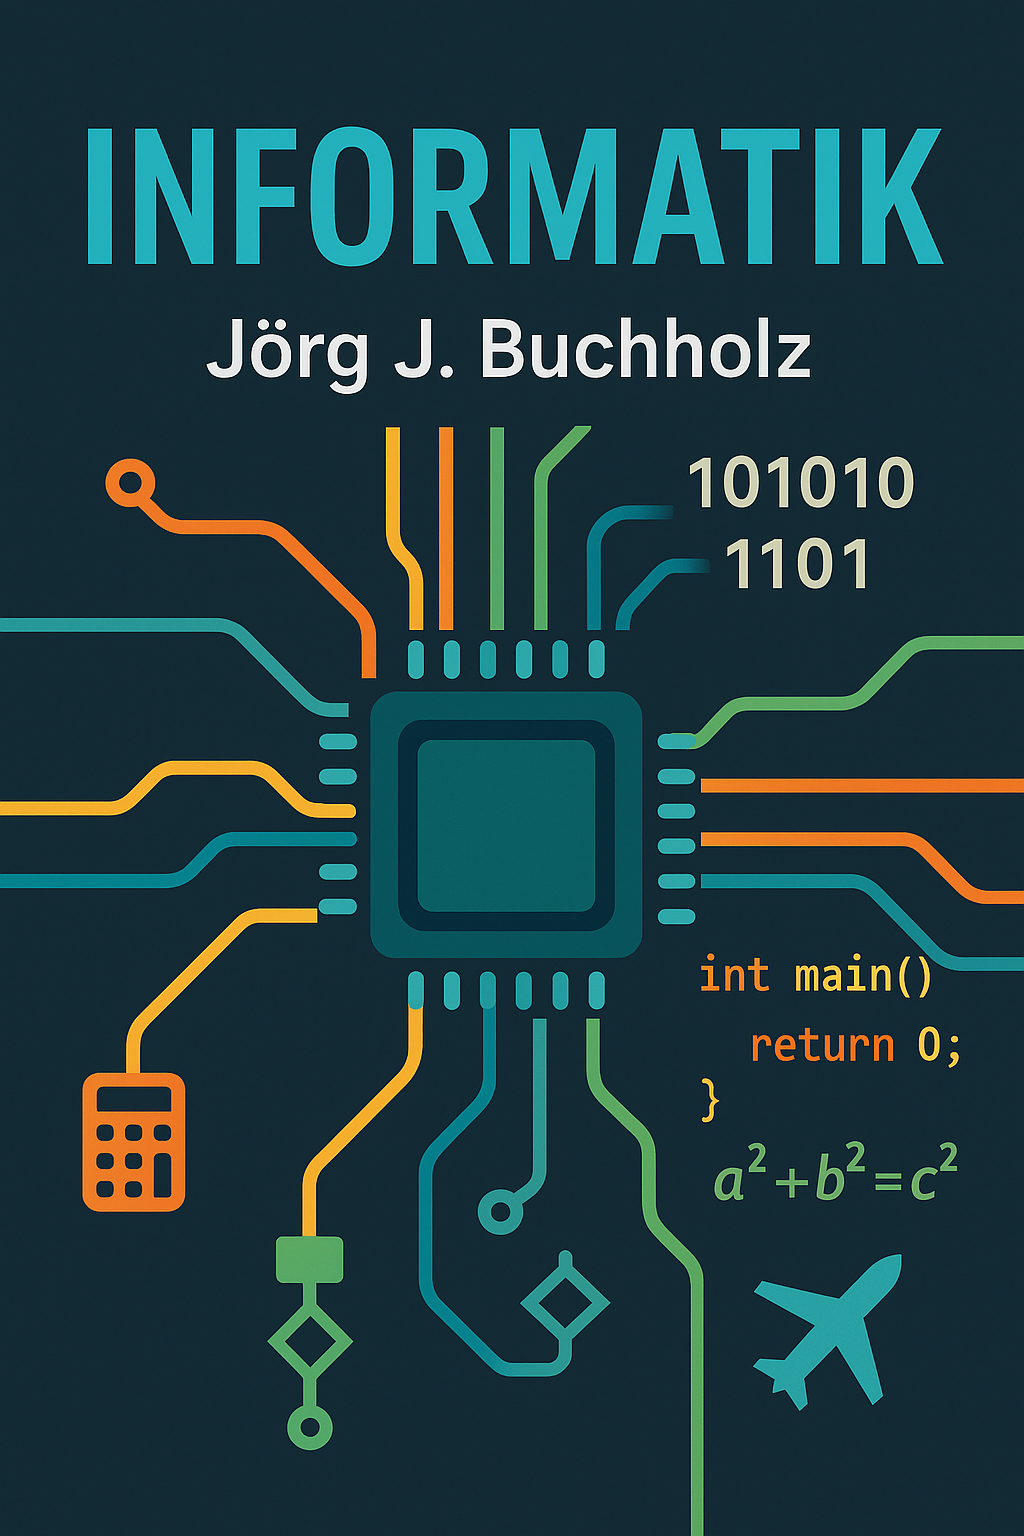 INFORMATIK
Jörg J. Buchholz
101010
1101
int main()
return 0;
}
a²+b²=c²